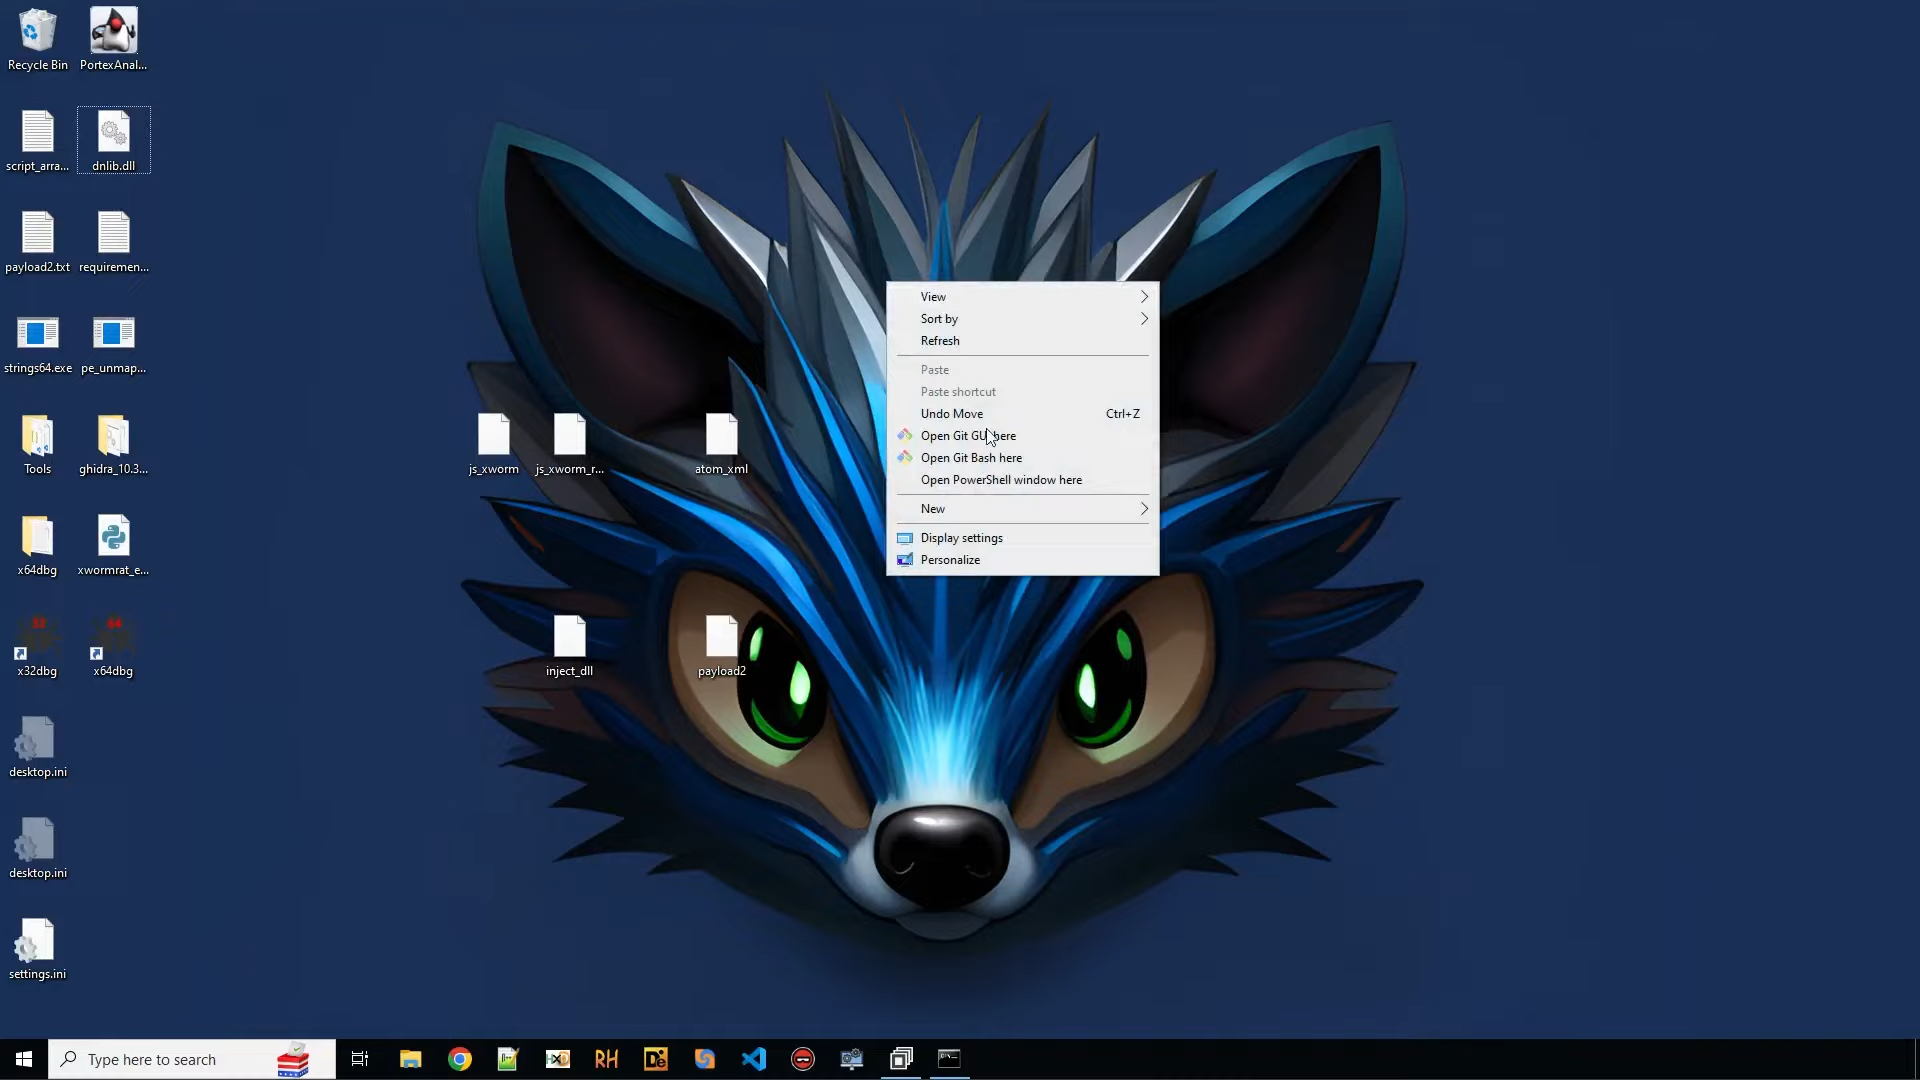 Recycle Bin
PortexAnal...
script_arra...
dnlib.dll
payload2.txt
requiremen...
strings64.exe
pe_unmap...
Tools
ghidra_10.3...
x64dbg
xwormrat_e...
32
x32dbg
64
x64dbg
desktop.ini
desktop.ini
settings.ini
js_xworm
js_xworm_r...
atom_xml
inject_dll
payload2
View
Sort by
Refresh
Paste
Paste shortcut
Undo Move Ctrl+Z
Open Git GUI here
Open Git Bash here
Open PowerShell window here
New
Display settings
Personalize
Type here to search
RH